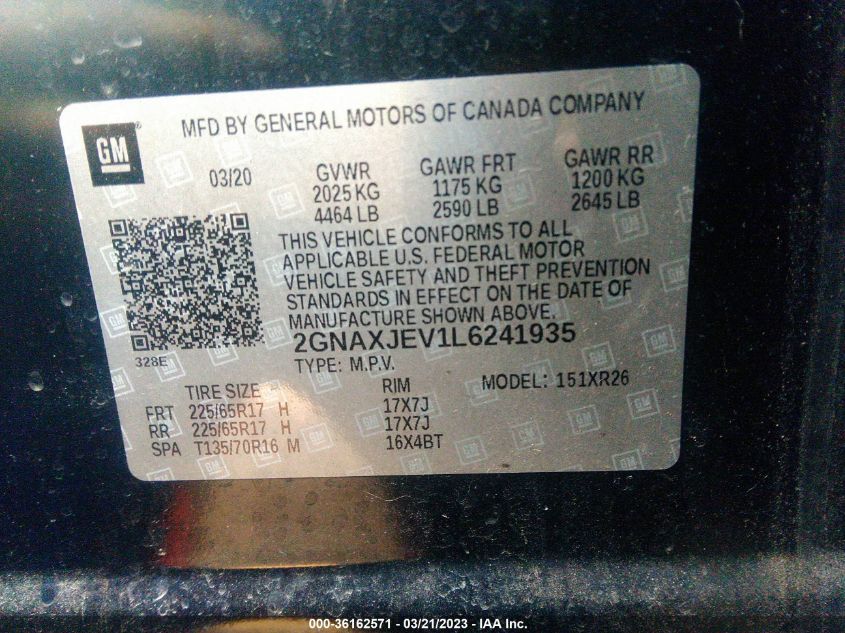 MFD BY GENERAL MOTORS OF CANADA COMPANY
GM
03/20
GVWR GAWR FRT GAWR RR
2025 KG 1175 KG 1200 KG
4464 LB 2590 LB 2645 LB
THIS VEHICLE CONFORMS TO ALL
APPLICABLE U.S. FEDERAL MOTOR
VEHICLE SAFETY AND THEFT PREVENTION
STANDARDS IN EFFECT ON THE DATE OF
MANUFACTURE SHOWN ABOVE.
2GNAXJEV1L6241935
328E
TYPE: M.P.V.
MODEL: 151XR26
TIRE SIZE RIM
FRT 225/65R17 H 17X7J
RR 225/65R17 H 17X7J
SPA T135/70R16 M 16X4BT
000-36162571 - 03/21/2023 - IAA Inc.